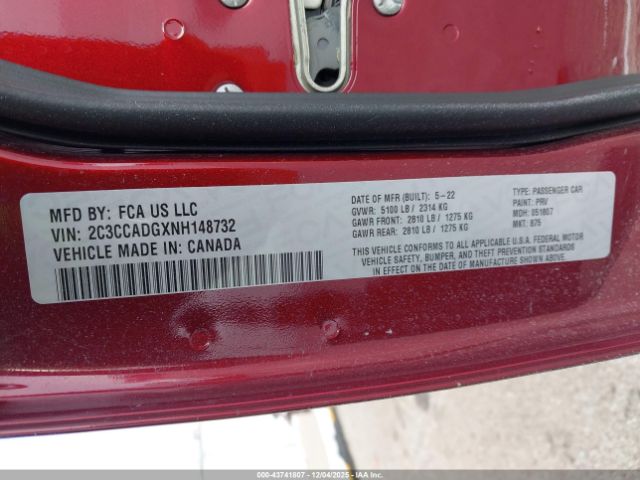 MFD BY: FCA US LLC
VIN: 2C3CCADGXNH148732
VEHICLE MADE IN: CANADA
DATE OF MFR (BUILT): 5-22
GVWR: 5100 LB / 2314 KG
GAWR FRONT: 2810 LB / 1275 KG
GAWR REAR: 2810 LB / 1275 KG
TYPE: PASSENGER CAR
PAINT: PRV
MDH: 051807
MKT: 875
THIS VEHICLE CONFORMS TO ALL APPLICABLE U.S.A. FEDERAL MOTOR
VEHICLE SAFETY, BUMPER, AND THEFT PREVENTION STANDARDS
IN EFFECT ON THE DATE OF MANUFACTURE SHOWN ABOVE.
000-43741807 - 12/04/2025 - COPYRIGHT IAA, LLC